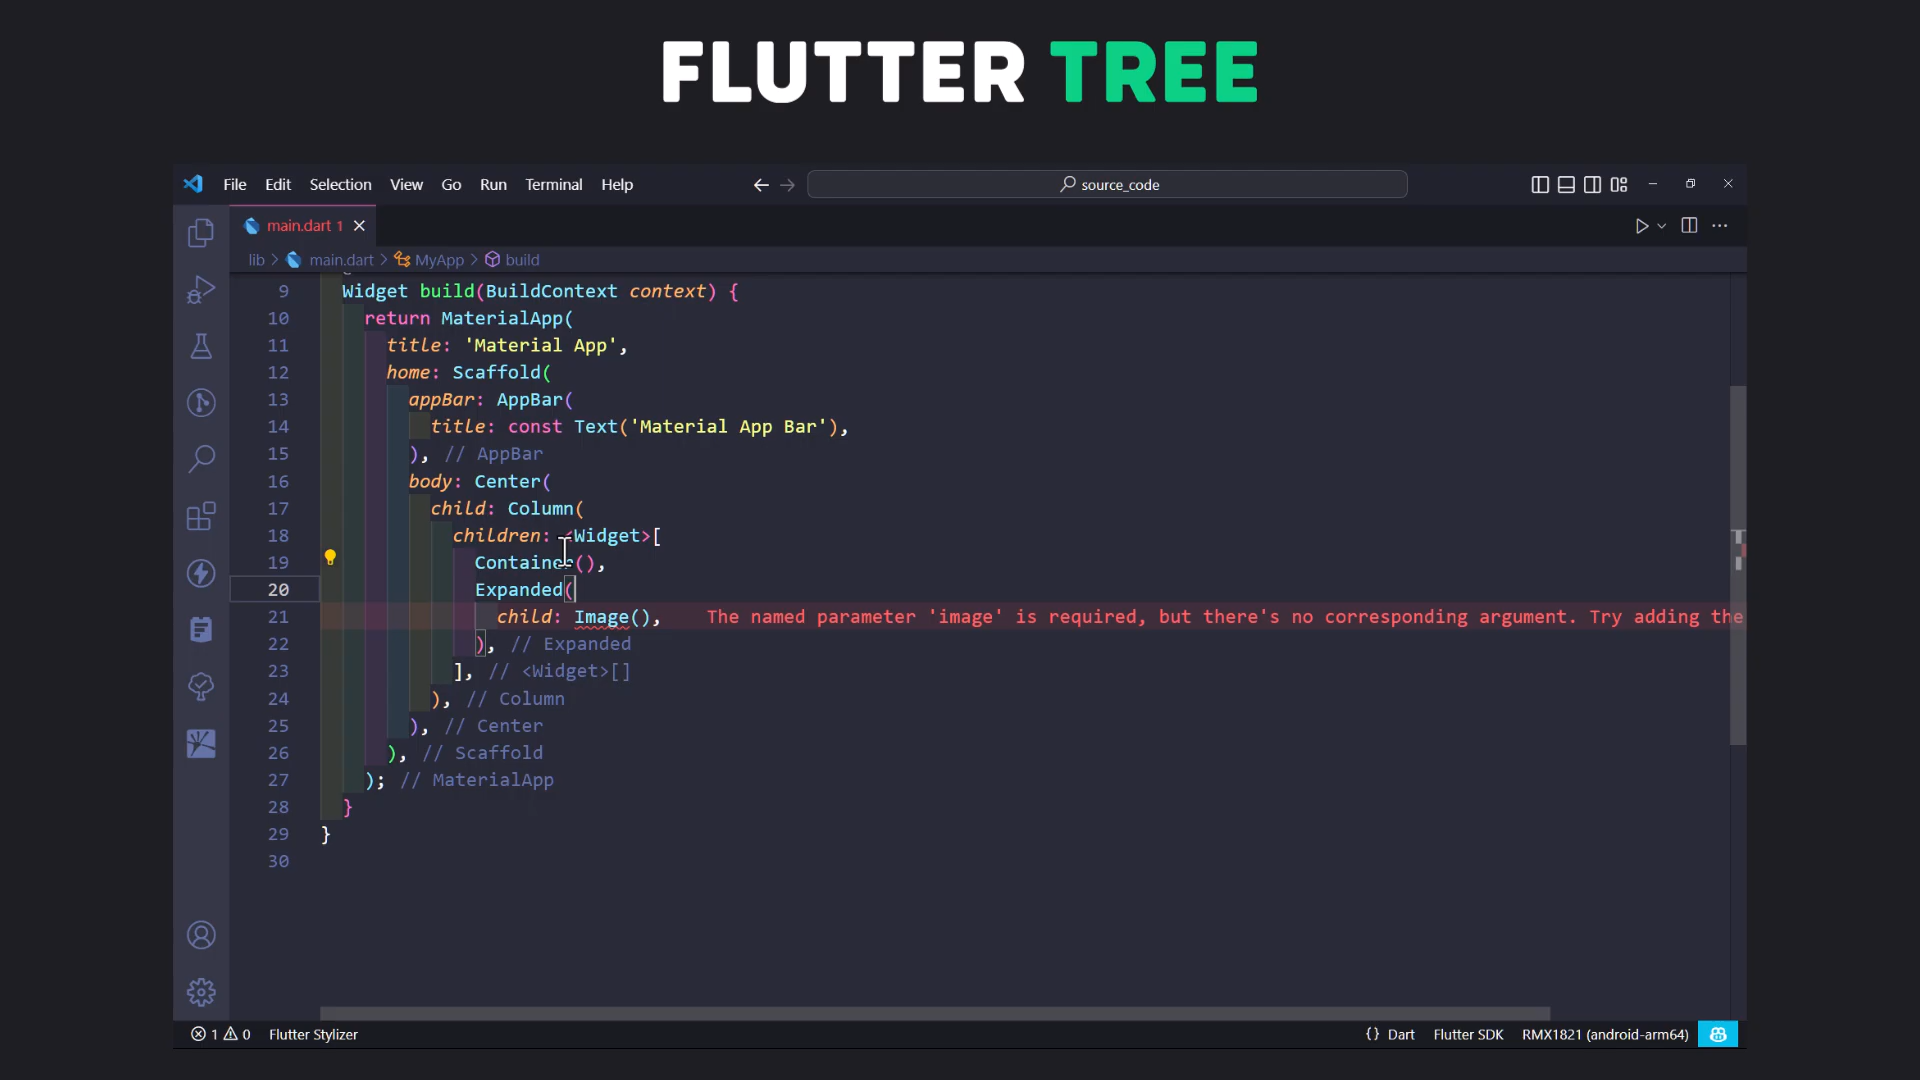 FLUTTER TREE
File Edit Selection View Go Run Terminal Help
source_code
main.dart 1
lib > main.dart > MyApp > build
9 Widget build(BuildContext context) {
10 return MaterialApp(
11 title: 'Material App',
12 home: Scaffold(
13 appBar: AppBar(
14 title: const Text('Material App Bar'),
15 ), // AppBar
16 body: Center(
17 child: Column(
18 children: <Widget>[
19 Container(),
20 Expanded(
21 child: Image(), The named parameter 'image' is required, but there's no corresponding argument. Try adding the
22 ), // Expanded
23 ], // <Widget>[]
24 ), // Column
25 ), // Center
26 ), // Scaffold
27 ); // MaterialApp
28 }
29 }
30
1 0 Flutter Stylizer
{} Dart Flutter SDK RMX1821 (android-arm64)